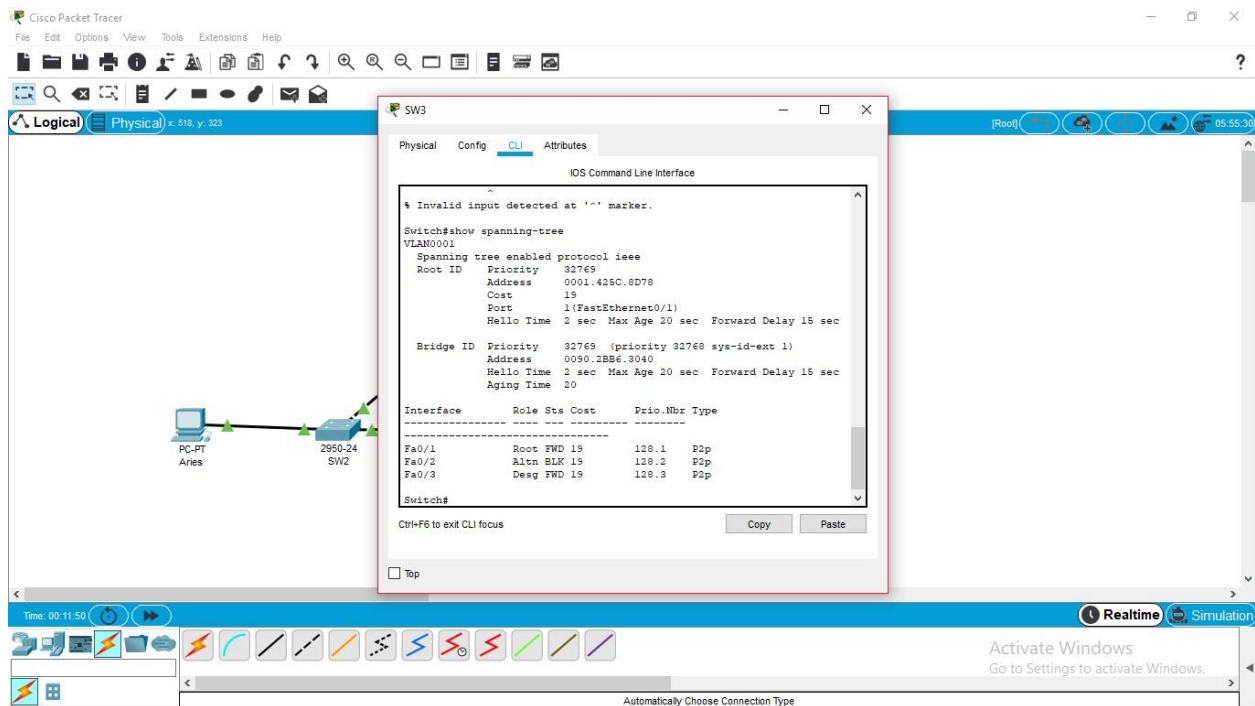 Cisco Packet Tracer
File Edit Options View Tools Extensions Help
?
Logical Physical x: 518, y: 323
[Root] 05:55:30
SW3
Physical Config CLI Attributes
IOS Command Line Interface
^
% Invalid input detected at '^' marker.
Switch#show spanning-tree
VLAN0001
Spanning tree enabled protocol ieee
Root ID Priority 32769
Address 0001.425C.8D78
Cost 19
Port 1(FastEthernet0/1)
Hello Time 2 sec Max Age 20 sec Forward Delay 15 sec
Bridge ID Priority 32769 (priority 32768 sys-id-ext 1)
Address 0090.2BB6.3040
Hello Time 2 sec Max Age 20 sec Forward Delay 15 sec
Aging Time 20
Interface Role Sts Cost Prio.Nbr Type
---------------- ---- --- --------- --------
--------------------------------
Fa0/1 Root FWD 19 128.1 P2p
Fa0/2 Altn BLK 19 128.2 P2p
Fa0/3 Desg FWD 19 128.3 P2p
Switch#
Ctrl+F6 to exit CLI focus
Copy Paste
Top
PC-PT
Aries
2950-24
SW2
Time: 00:11:50
Realtime Simulation
Activate Windows
Go to Settings to activate Windows.
Automatically Choose Connection Type